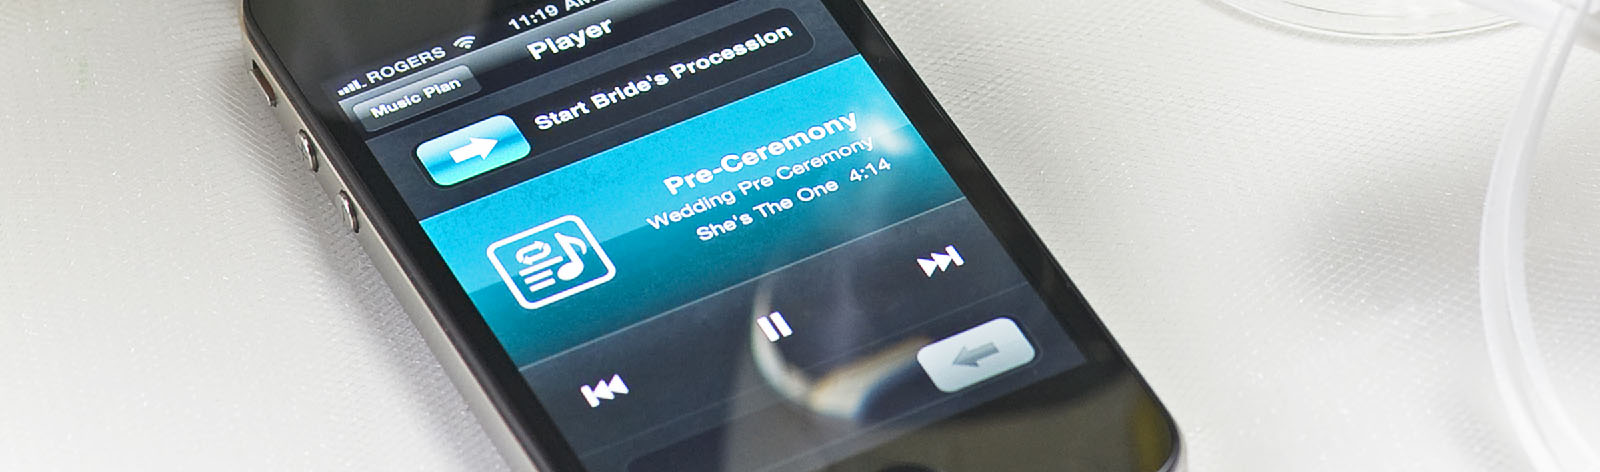 ROGERS 11:19 AM
Music Plan
Player
Start Bride's Procession
Pre-Ceremony
Wedding Pre Ceremony
She's The One 4:14